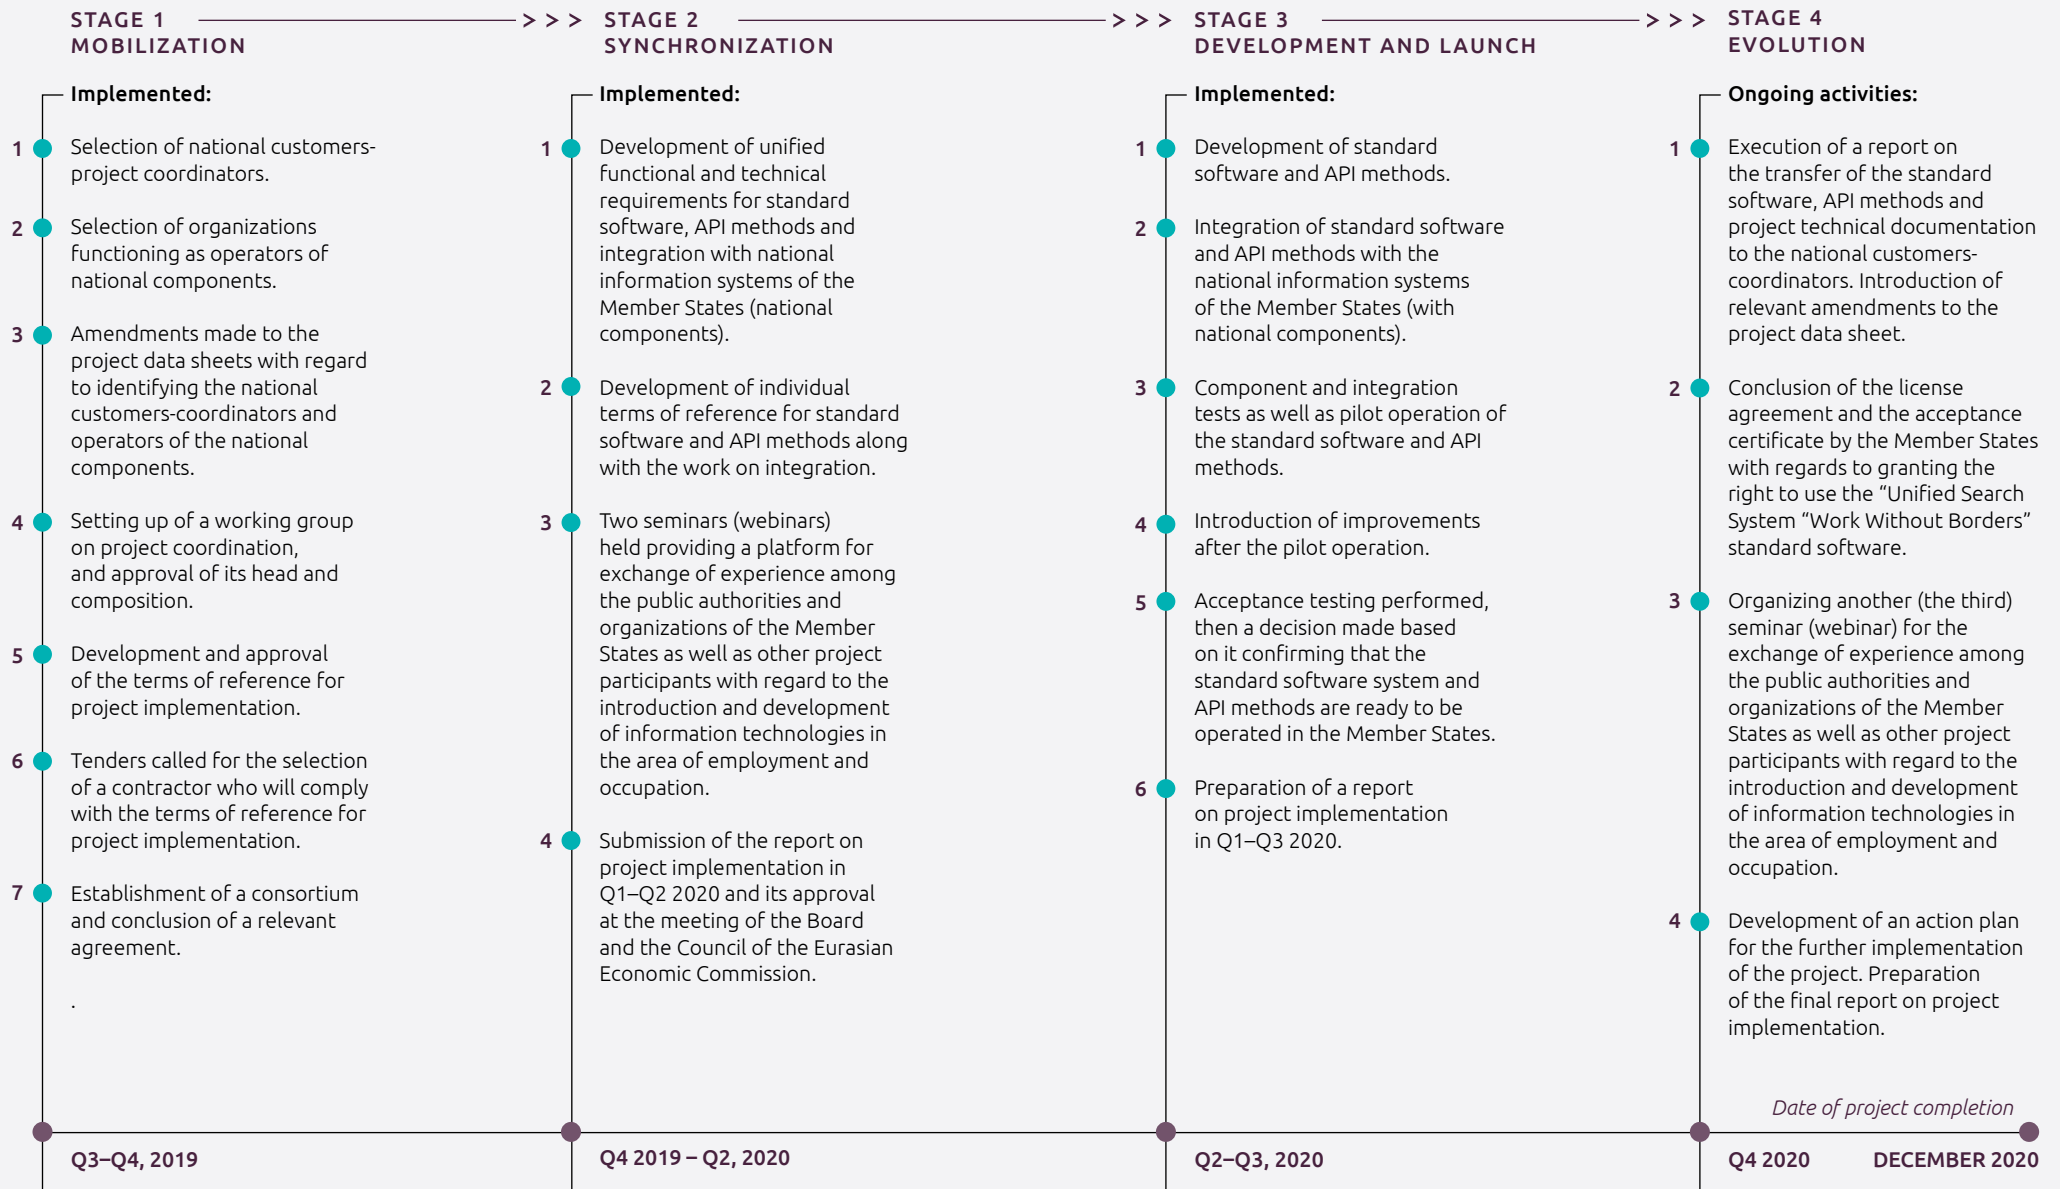 STAGE 1
MOBILIZATION
Implemented:
1 Selection of national customers-
project coordinators.
2 Selection of organizations
functioning as operators of
national components.
3 Amendments made to the
project data sheets with regard
to identifying the national
customers-coordinators and
operators of the national
components.
4 Setting up of a working group
on project coordination,
and approval of its head and
composition.
5 Development and approval
of the terms of reference for
project implementation.
6 Tenders called for the selection
of a contractor who will comply
with the terms of reference for
project implementation.
7 Establishment of a consortium
and conclusion of a relevant
agreement.
.
Q3–Q4, 2019
> > > STAGE 2
SYNCHRONIZATION
Implemented:
1 Development of unified
functional and technical
requirements for standard
software, API methods and
integration with national
information systems of the
Member States (national
components).
2 Development of individual
terms of reference for standard
software and API methods along
with the work on integration.
3 Two seminars (webinars)
held providing a platform for
exchange of experience among
the public authorities and
organizations of the Member
States as well as other project
participants with regard to the
introduction and development
of information technologies in
the area of employment and
occupation.
4 Submission of the report on
project implementation in
Q1–Q2 2020 and its approval
at the meeting of the Board
and the Council of the Eurasian
Economic Commission.
Q4 2019 – Q2, 2020
> > > STAGE 3
DEVELOPMENT AND LAUNCH
Implemented:
1 Development of standard
software and API methods.
2 Integration of standard software
and API methods with the
national information systems
of the Member States (with
national components).
3 Component and integration
tests as well as pilot operation of
the standard software and API
methods.
4 Introduction of improvements
after the pilot operation.
5 Acceptance testing performed,
then a decision made based
on it confirming that the
standard software system and
API methods are ready to be
operated in the Member States.
6 Preparation of a report
on project implementation
in Q1–Q3 2020.
Q2–Q3, 2020
> > > STAGE 4
EVOLUTION
Ongoing activities:
1 Execution of a report on
the transfer of the standard
software, API methods and
project technical documentation
to the national customers-
coordinators. Introduction of
relevant amendments to the
project data sheet.
2 Conclusion of the license
agreement and the acceptance
certificate by the Member States
with regards to granting the
right to use the “Unified Search
System “Work Without Borders”
standard software.
3 Organizing another (the third)
seminar (webinar) for the
exchange of experience among
the public authorities and
organizations of the Member
States as well as other project
participants with regard to the
introduction and development
of information technologies in
the area of employment and
occupation.
4 Development of an action plan
for the further implementation
of the project. Preparation
of the final report on project
implementation.
Date of project completion
Q4 2020 DECEMBER 2020